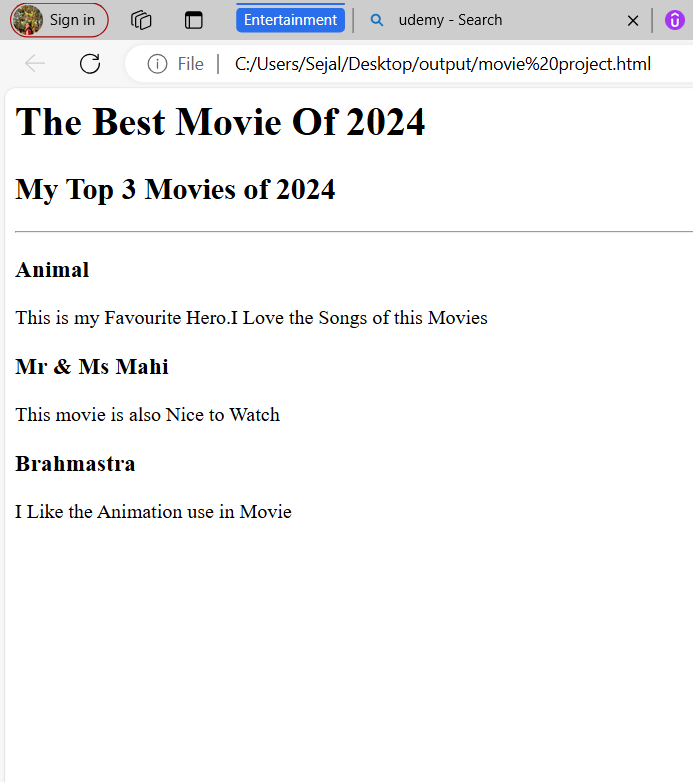 Sign in
Entertainment
udemy - Search
File
C:/Users/Sejal/Desktop/output/movie%20project.html
The Best Movie Of 2024
My Top 3 Movies of 2024
Animal
This is my Favourite Hero.I Love the Songs of this Movies
Mr & Ms Mahi
This movie is also Nice to Watch
Brahmastra
I Like the Animation use in Movie